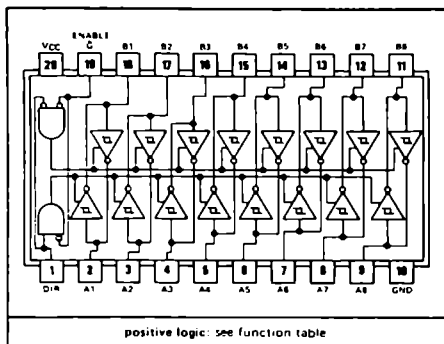 ENABLE
VCC G̅ B1 B2 B3 B4 B5 B6 B7 B8
20 19 18 17 16 15 14 13 12 11
1 2 3 4 5 6 7 8 9 10
DIR A1 A2 A3 A4 A5 A6 A7 A8 GND
positive logic: see function table